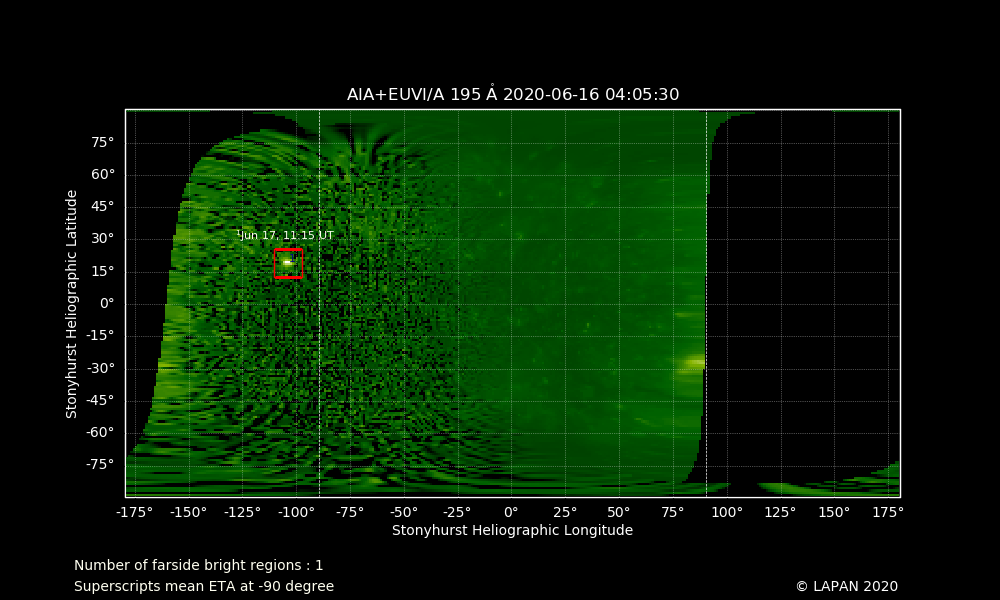 AIA+EUVI/A 195 Å 2020-06-16 04:05:30
75°
60°
45°
30°
15°
0°
-15°
-30°
-45°
-60°
-75°
Stonyhurst Heliographic Latitude
¹Jun 17, 11:15 UT
-175° -150° -125° -100° -75° -50° -25° 0° 25° 50° 75° 100° 125° 150° 175°
Stonyhurst Heliographic Longitude
Number of farside bright regions : 1
Superscripts mean ETA at -90 degree
© LAPAN 2020